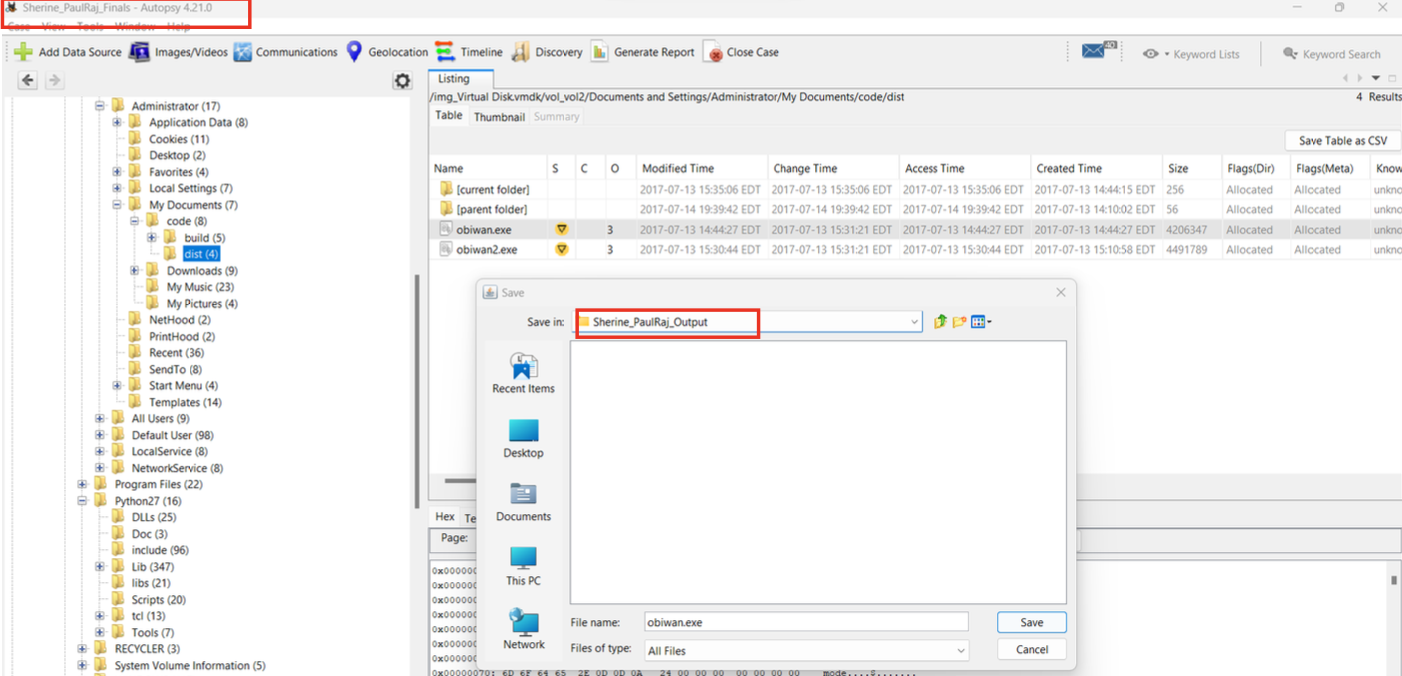 Sherine_PaulRaj_Finals - Autopsy 4.21.0
Case View Tools Window Help
Add Data Source Images/Videos Communications Geolocation Timeline Discovery Generate Report Close Case 40 Keyword Lists Keyword Search
Administrator (17)
Application Data (8)
Cookies (11)
Desktop (2)
Favorites (4)
Local Settings (7)
My Documents (7)
code (8)
build (5)
dist (4)
Downloads (9)
My Music (23)
My Pictures (4)
NetHood (2)
PrintHood (2)
Recent (36)
SendTo (8)
Start Menu (4)
Templates (14)
All Users (9)
Default User (98)
LocalService (8)
NetworkService (8)
Program Files (22)
Python27 (16)
DLLs (25)
Doc (3)
include (96)
Lib (347)
libs (21)
Scripts (20)
tcl (13)
Tools (7)
RECYCLER (3)
System Volume Information (5)
Listing
/img_Virtual Disk.vmdk/vol_vol2/Documents and Settings/Administrator/My Documents/code/dist 4 Results
Table Thumbnail Summary
Save Table as CSV
Name S C O Modified Time Change Time Access Time Created Time Size Flags(Dir) Flags(Meta) Know
[current folder] 2017-07-13 15:35:06 EDT 2017-07-13 15:35:06 EDT 2017-07-13 15:35:06 EDT 2017-07-13 14:44:15 EDT 256 Allocated Allocated unkno
[parent folder] 2017-07-14 19:39:42 EDT 2017-07-14 19:39:42 EDT 2017-07-14 19:39:42 EDT 2017-07-13 14:10:02 EDT 56 Allocated Allocated unkno
obiwan.exe 3 2017-07-13 14:44:27 EDT 2017-07-13 15:31:21 EDT 2017-07-13 14:44:27 EDT 2017-07-13 14:44:27 EDT 4206347 Allocated Allocated unkno
obiwan2.exe 3 2017-07-13 15:30:44 EDT 2017-07-13 15:31:21 EDT 2017-07-13 15:30:44 EDT 2017-07-13 15:10:58 EDT 4491789 Allocated Allocated unkno
Save
Save in: Sherine_PaulRaj_Output
Recent Items
Desktop
Documents
This PC
Network
File name: obiwan.exe Save
Files of type: All Files Cancel
Hex Te
Page:
0x000000
0x000000
0x000000
0x000000
0x000000
0x000000
0x000000
0x00000070: 6D 6F 64 65 2E 0D 0D 0A 24 00 00 00 00 00 00 00 mode....$.......